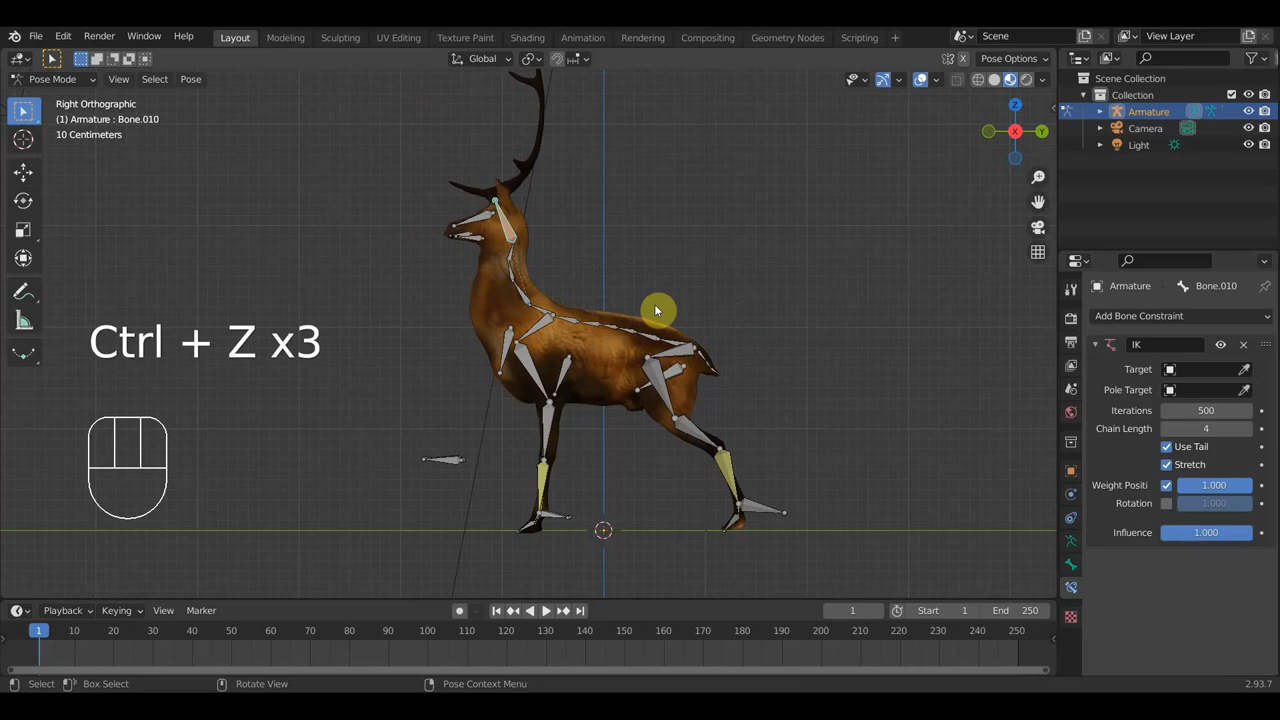 File Edit Render Window Help Layout Modeling Sculpting UV Editing Texture Paint Shading Animation Rendering Compositing Geometry Nodes Scripting + Scene View Layer
Global X Pose Options
Pose Mode View Select Pose
Right Orthographic
(1) Armature : Bone.010
10 Centimeters
Z
X
Y
Ctrl + Z x3
Scene Collection
Collection
Armature
Camera
Light
Armature Bone.010
Add Bone Constraint
IK
Target
Pole Target
Iterations 500
Chain Length 4
Use Tail
Stretch
Weight Positi 1.000
Rotation 0.000
Influence 1.000
Playback Keying View Marker 1 Start 1 End 250
1 10 20 30 40 50 60 70 80 90 100 110 120 130 140 150 160 170 180 190 200 210 220 230 240 250
Select Box Select Rotate View Pose Context Menu 2.93.7